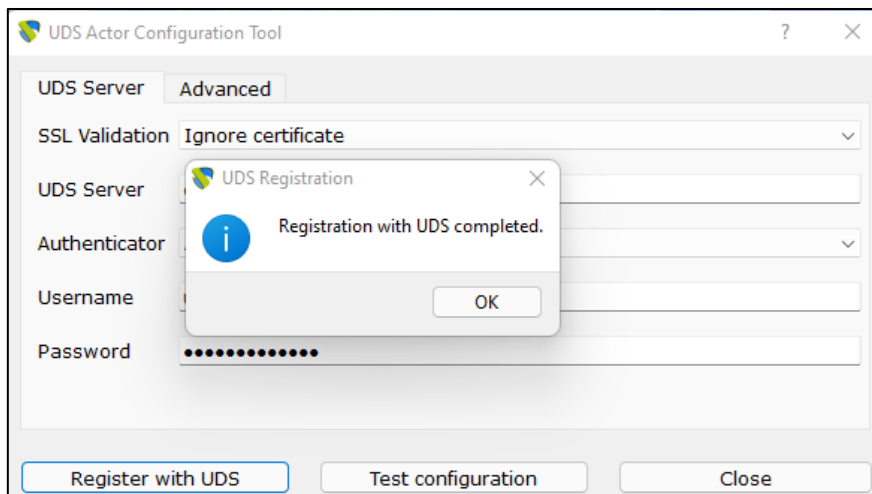 UDS Actor Configuration Tool
UDS Server
Advanced
SSL Validation
Ignore certificate
UDS Registration
UDS Server
Registration with UDS completed.
Authenticator
OK
Username
Password
•••••••••••••
Register with UDS
Test configuration
Close